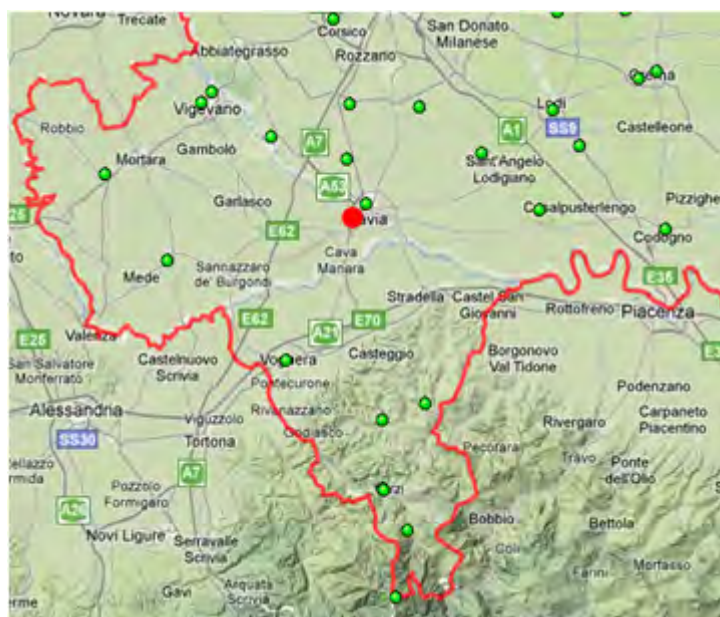 Novara
Trecate
Corsico
San Donato
Milanese
Abbiategrasso
Rozzano
Vigevano
Lodi
SS9
Castelleone
Robbio
Gambolò
A7
A1
Mortara
Sant'Angelo
Lodigiano
A53
Garlasco
Casalpusterlengo
Pizzighe
E62
Codogno
Cava
Manara
Mede
Sannazzaro
de' Burgondi
E35
Stradella
Castel San
Giovanni
Rottofreno
Piacenza
E62
A21
E70
Valenza
E25
San Salvatore
Monferrato
Castelnuovo
Scrivia
Voghera
Casteggio
Borgonovo
Val Tidone
Pontecurone
Podenzano
Alessandria
Rivanazzano
Viguzzolo
Godiasco
Rivergaro
Carpaneto
Piacentino
SS30
Tortona
Pecorara
Travo
Ponte
dell'Olio
A7
Pozzolo
Formigaro
Bobbio
Bettola
Novi Ligure
Serravalle
Scrivia
Coli
Farini
Morfasso
Gavi
Arquata
Scrivia